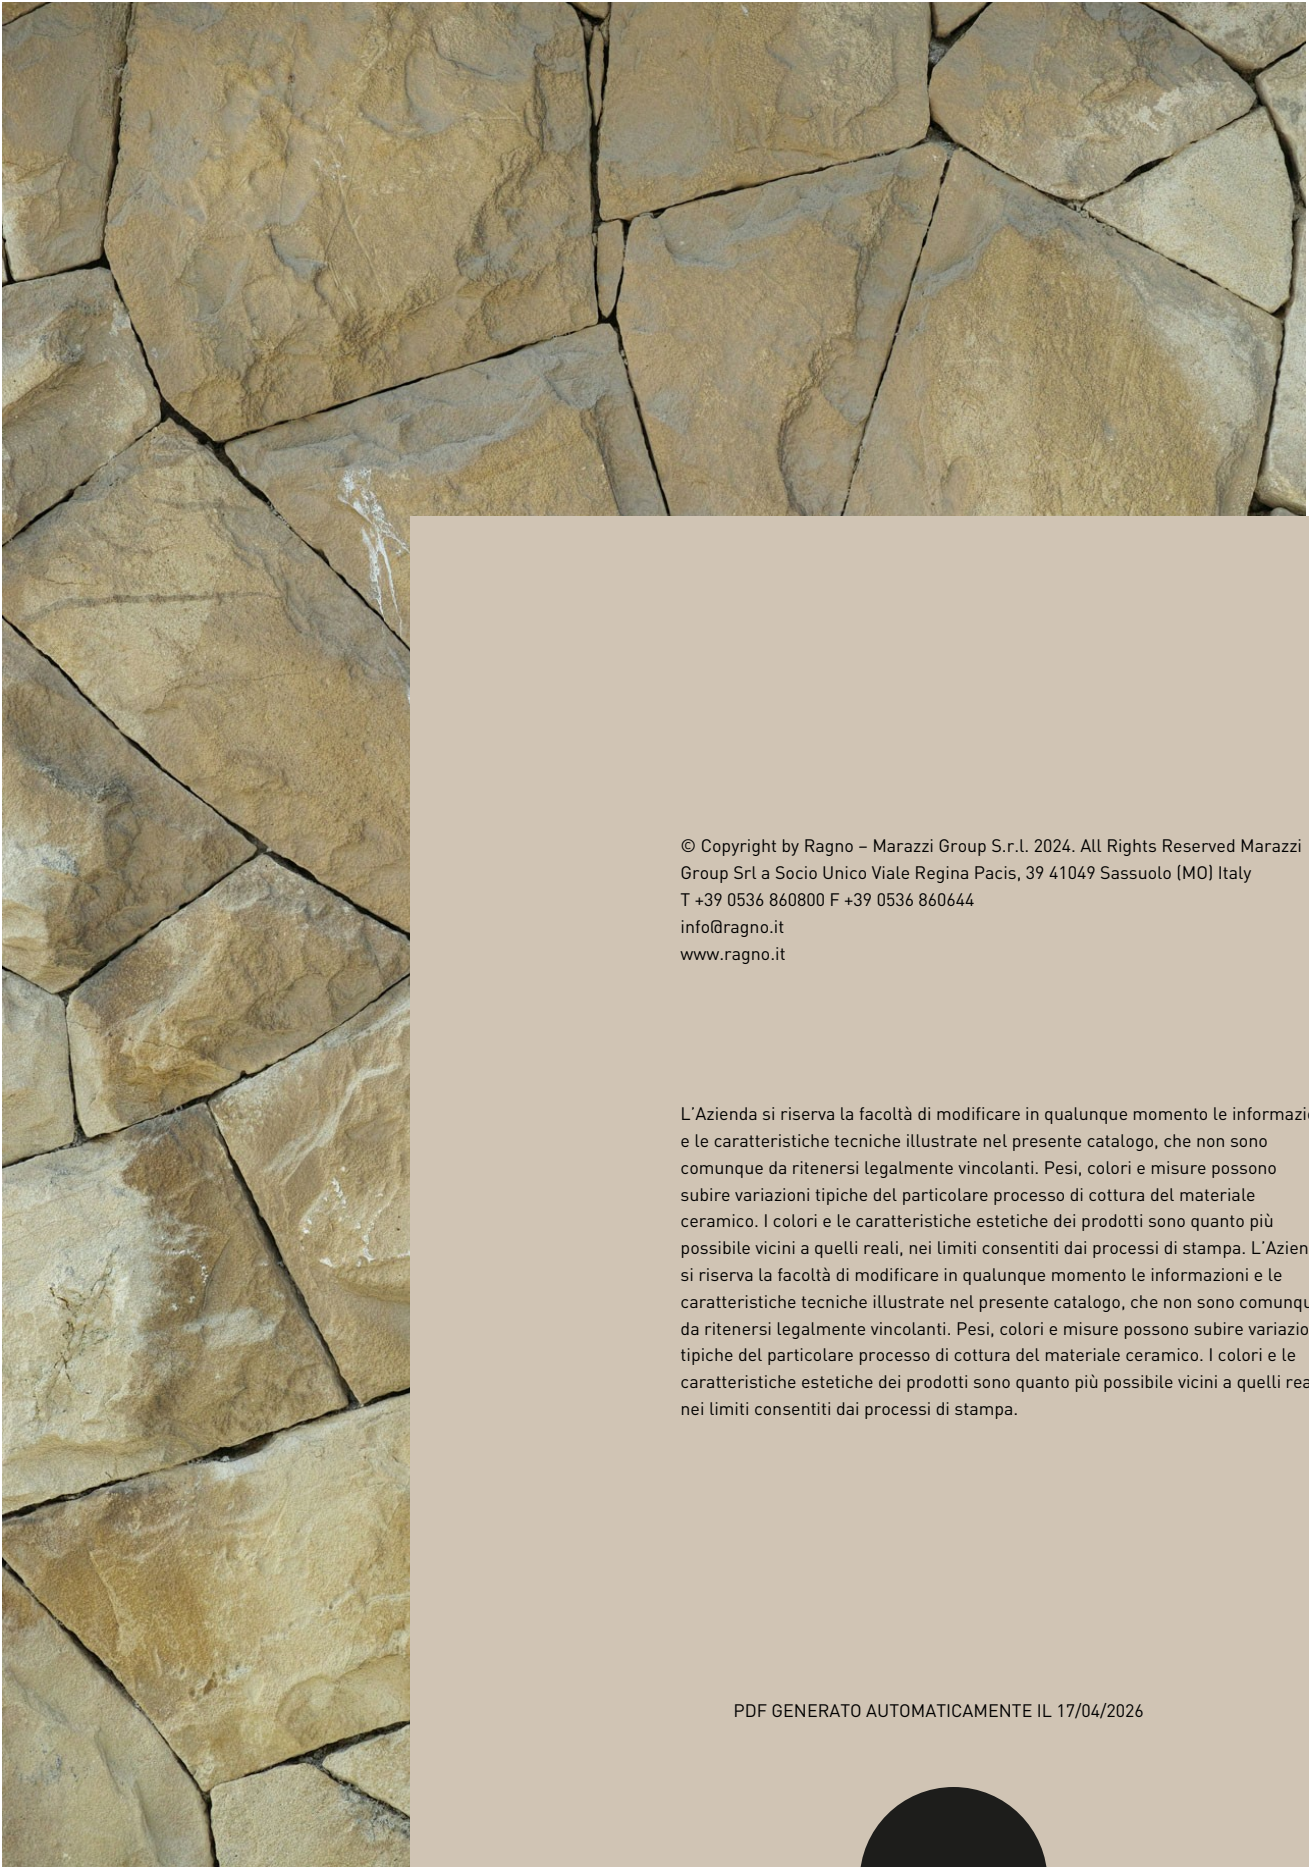 © Copyright by Ragno – Marazzi Group S.r.l. 2024. All Rights Reserved Marazzi
Group Srl a Socio Unico Viale Regina Pacis, 39 41049 Sassuolo (MO) Italy
T +39 0536 860800 F +39 0536 860644
info@ragno.it
www.ragno.it
L'Azienda si riserva la facoltà di modificare in qualunque momento le
e le caratteristiche tecniche illustrate nel presente catalogo, che non sono
comunque da ritenersi legalmente vincolanti. Pesi, colori e misure possono
subire variazioni tipiche del particolare processo di cottura del materiale
ceramico. I colori e le caratteristiche estetiche dei prodotti sono quanto più
possibile vicini a quelli reali, nei limiti consentiti dai processi di stampa.
si riserva la facoltà di modificare in qualunque momento le informazioni e le
caratteristiche tecniche illustrate nel presente catalogo, che non sono
da ritenersi legalmente vincolanti. Pesi, colori e misure possono subire
tipiche del particolare processo di cottura del materiale ceramico. I colori e le
caratteristiche estetiche dei prodotti sono quanto più possibile vicini a quelli
nei limiti consentiti dai processi di stampa.
PDF GENERATO AUTOMATICAMENTE IL 17/04/2026